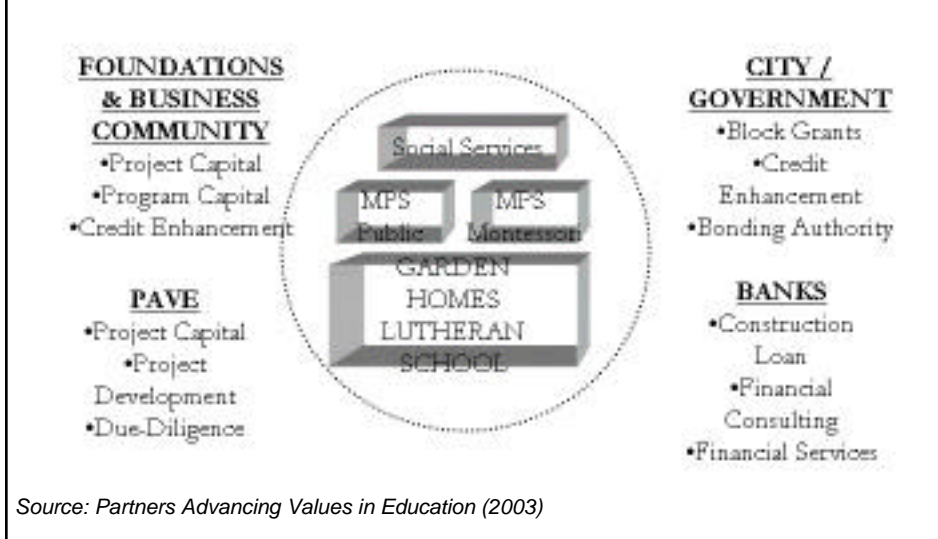 FOUNDATIONS
& BUSINESS
COMMUNITY
•Project Capital
•Program Capital
•Credit Enhancement
PAVE
•Project Capital
•Project
Development
•Due-Diligence
Social Services
MPS
Public
MPS
Montessori
GARDEN
HOMES
LUTHERAN
SCHOOL
CITY /
GOVERNMENT
•Block Grants
•Credit
Enhancement
•Bonding Authority
BANKS
•Construction
Loan
•Financial
Consulting
•Financial Services
Source: Partners Advancing Values in Education (2003)